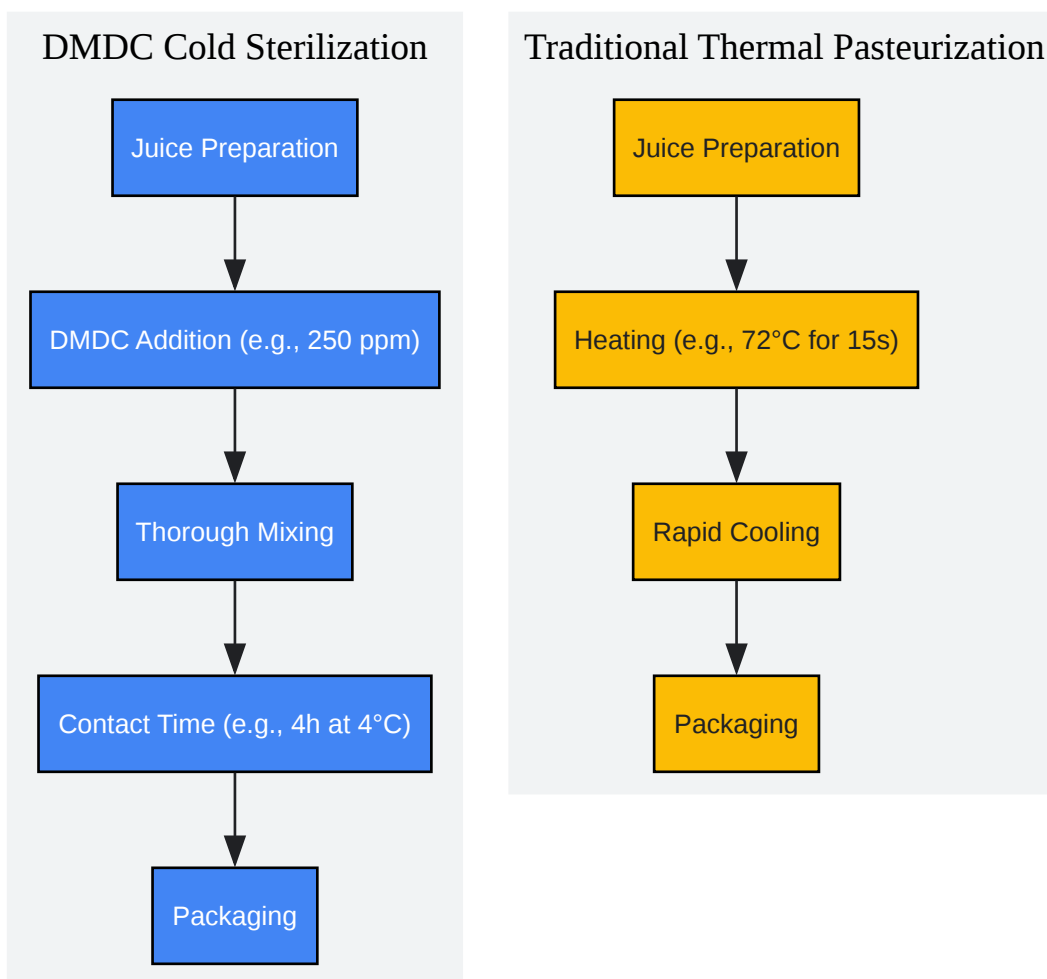 DMDC Cold Sterilization
Juice Preparation
DMDC Addition (e.g., 250 ppm)
Thorough Mixing
Contact Time (e.g., 4h at 4°C)
Packaging
Traditional Thermal Pasteurization
Juice Preparation
Heating (e.g., 72°C for 15s)
Rapid Cooling
Packaging